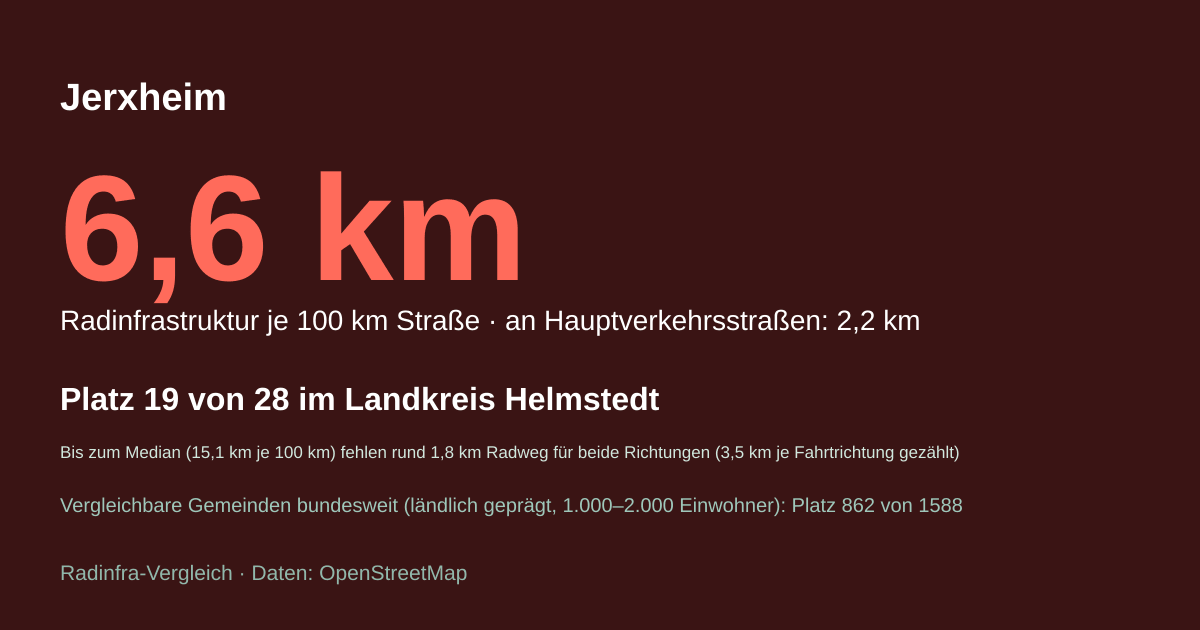 Jerxheim
6,6 km
Radinfrastruktur je 100 km Straße · an Hauptverkehrsstraßen: 2,2 km
Platz 19 von 28 im Landkreis Helmstedt
Bis zum Median (15,1 km je 100 km) fehlen rund 1,8 km Radweg für beide Richtungen (3,5 km je Fahrtrichtung gezählt)
Vergleichbare Gemeinden bundesweit (ländlich geprägt, 1.000–2.000 Einwohner): Platz 862 von 1588
Radinfra-Vergleich · Daten: OpenStreetMap